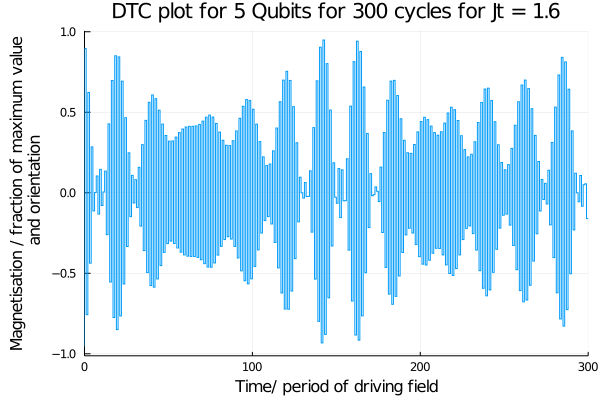 DTC plot for 5 Qubits for 300 cycles for Jt = 1.6
Magnetisation / fraction of maximum value
and orientation
1.0
0.5
0.0
−0.5
−1.0
0
100
200
300
Time/ period of driving field